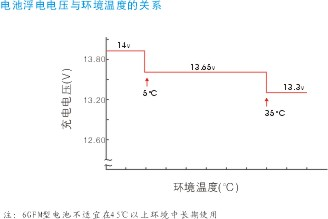 电池浮电电压与环境温度的关系
充电电压(V)
14V
13.80
13.65V
5℃
13.3V
13.20
35℃
12.60
环境温度(℃)
注: 6GFM型电池不适宜在45℃以上环境中长期使用